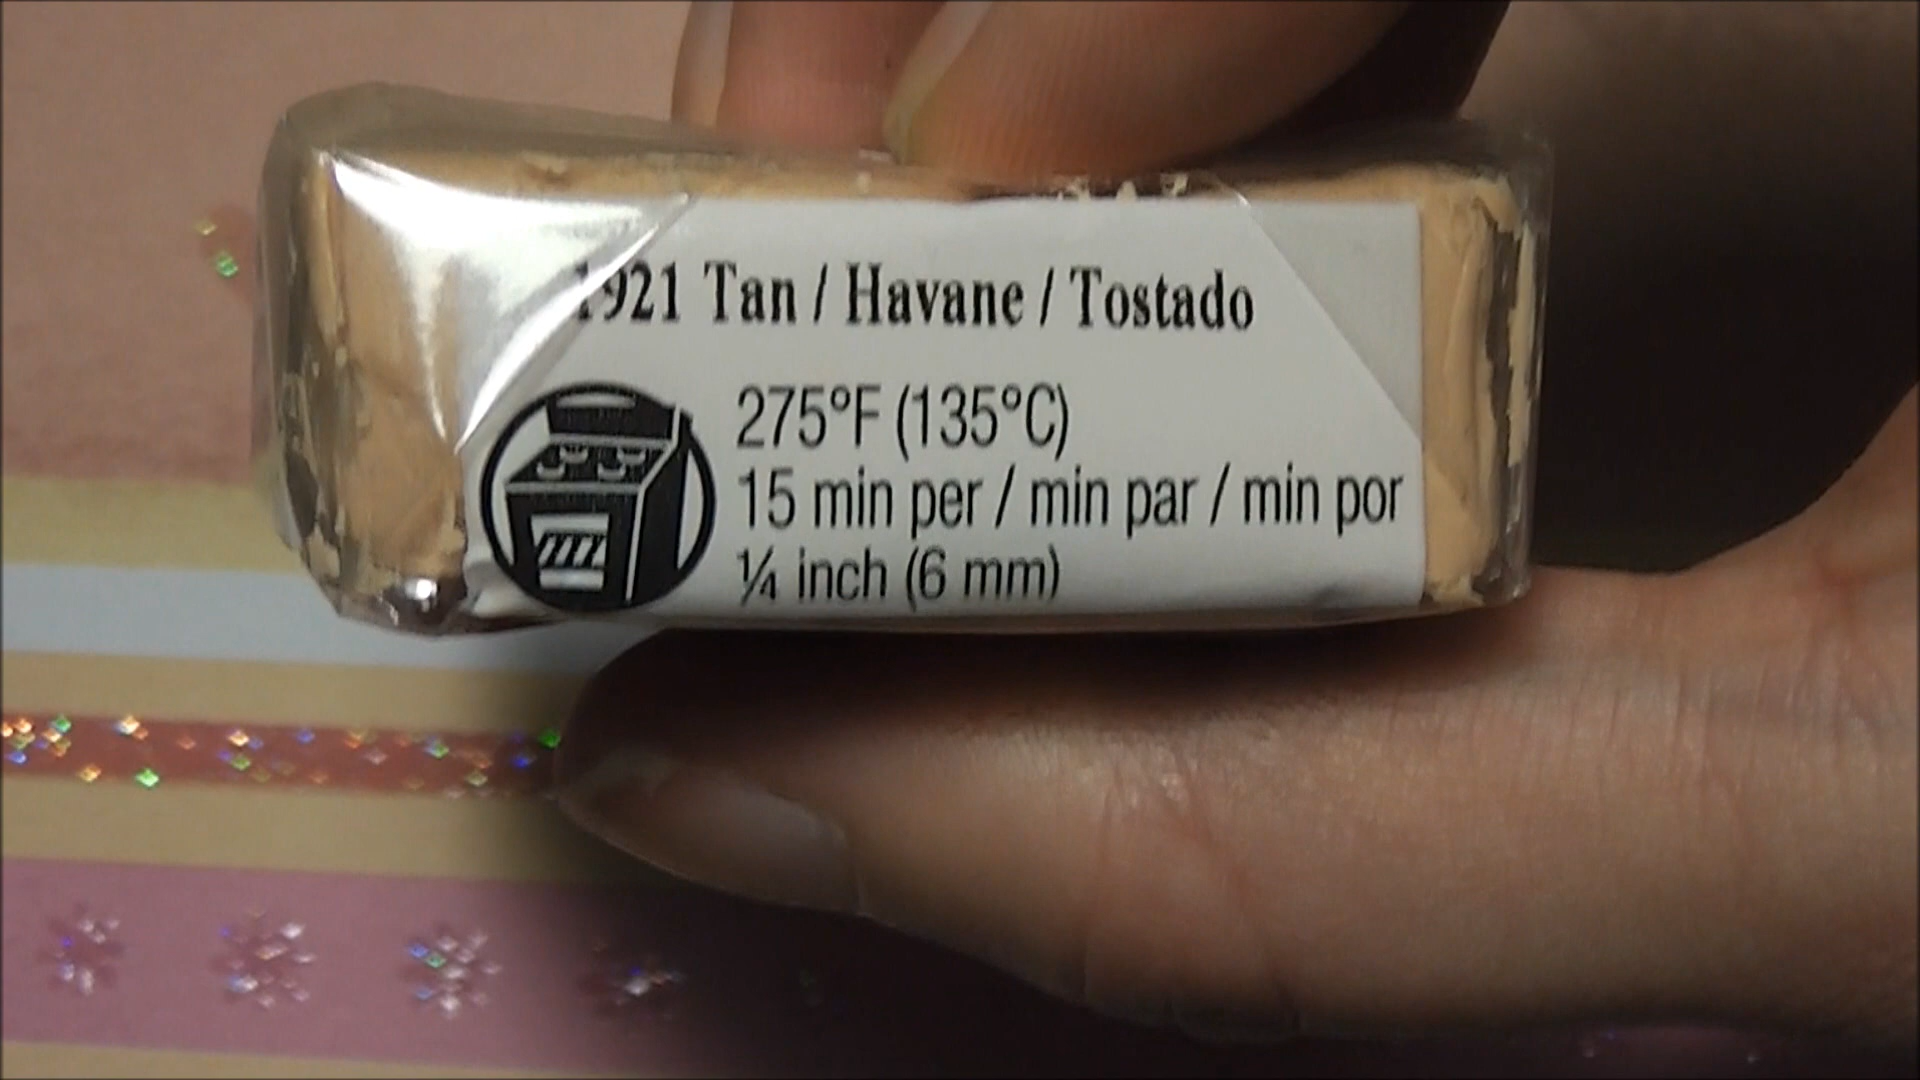 1921 Tan / Havane / Tostado
275°F (135°C)
15 min per / min par / min por
¼ inch (6 mm)